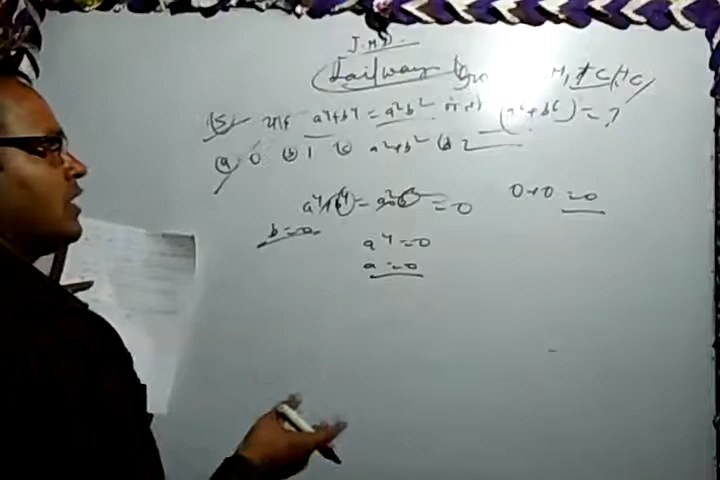 J.M.D.
Railway
(15) यदि a⁴+b⁴ = a²b² (a⁶+b⁶) = ?
(a) 0 (b) 1 (c) a²+b² (d) 2
a⁴+b⁴ = a²b² = 0 0+0 = 0
b = 0 a⁴ = 0
a = 0